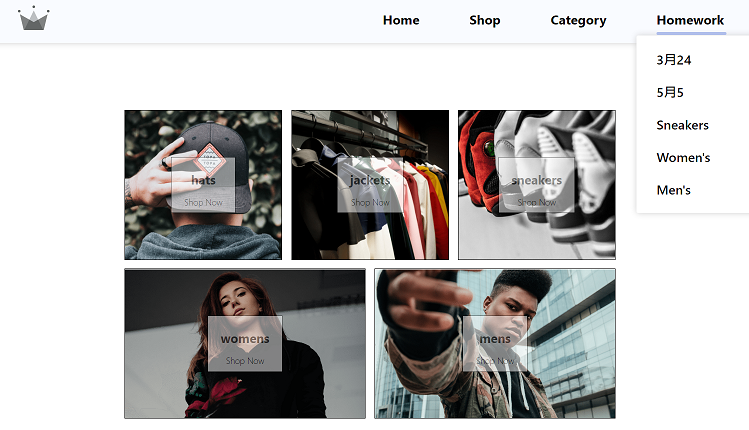 Home Shop Category Homework
3月24
5月5
Sneakers
Women's
Men's
hats
Shop Now
jackets
Shop Now
sneakers
Shop Now
womens
Shop Now
mens
Shop Now